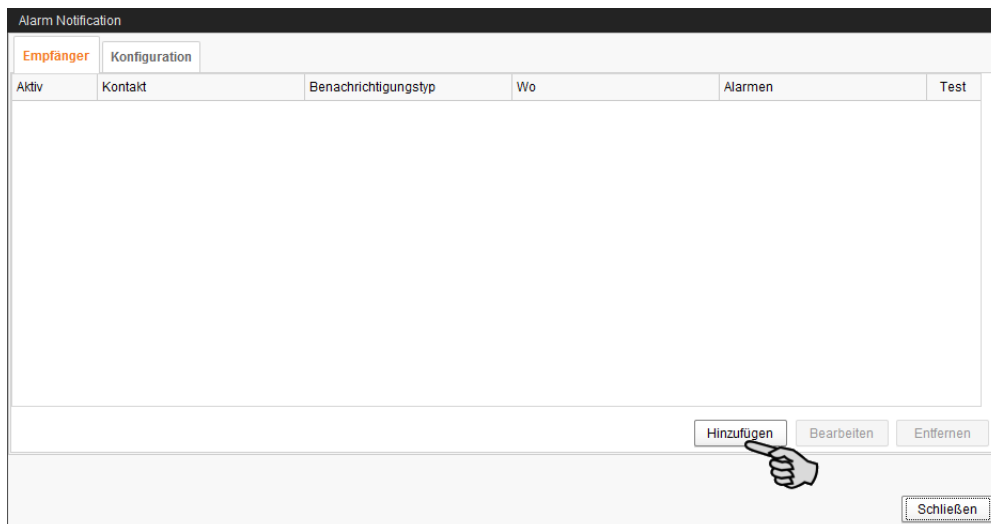 Alarm Notification
Empfänger Konfiguration
Aktiv Kontakt Benachrichtigungstyp Wo Alarmen Test
Hinzufügen Bearbeiten Entfernen
Schließen